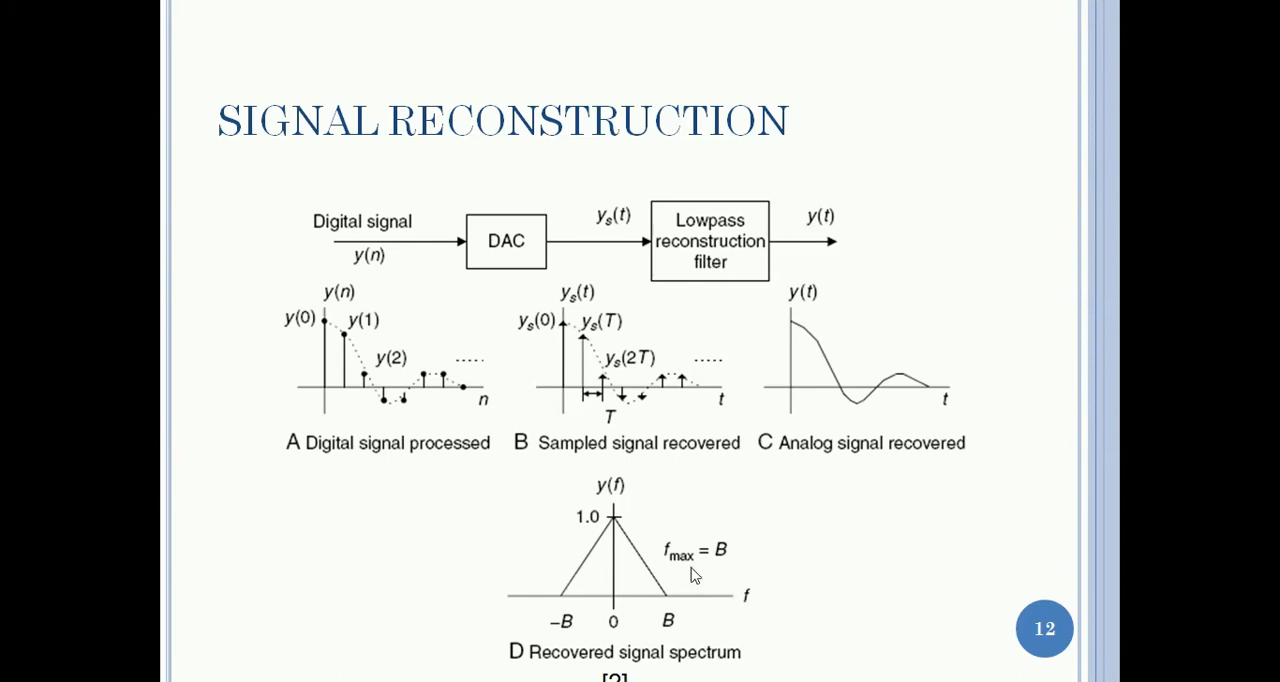 SIGNAL RECONSTRUCTION
Digital signal
y(n)
DAC
yₛ(t)
Lowpass
reconstruction
filter
y(t)
y(n)
y(0)
y(1)
y(2)
.....
n
A Digital signal processed
yₛ(t)
yₛ(0)
yₛ(T)
yₛ(2T)
.....
t
T
B Sampled signal recovered
y(t)
t
C Analog signal recovered
y(f)
1.0
fmax = B
f
–B 0 B
D Recovered signal spectrum
12